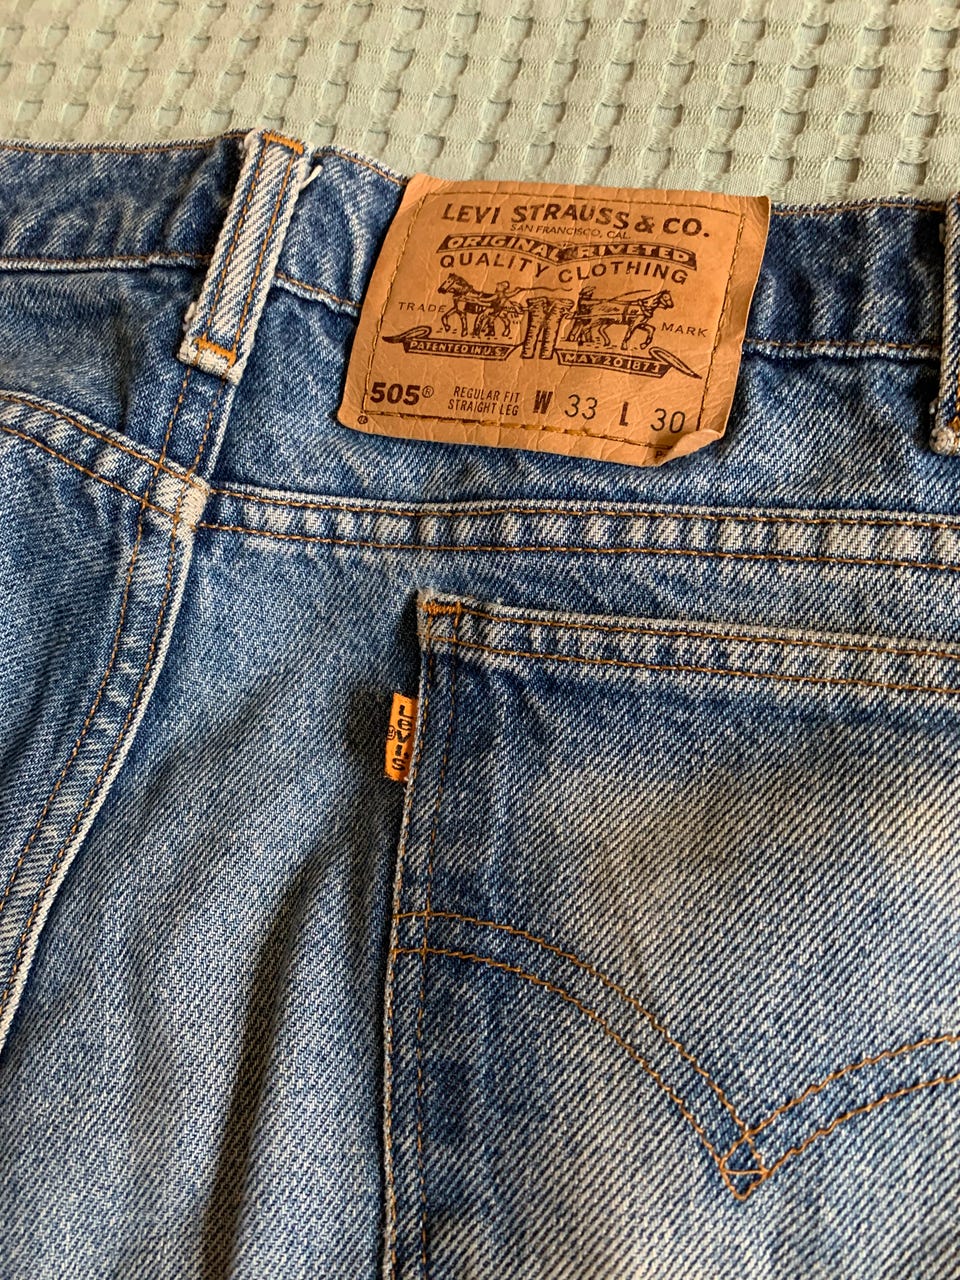 LEVI STRAUSS & CO.
SAN FRANCISCO, CAL.
ORIGINAL RIVETED
QUALITY CLOTHING
TRADE MARK
PATENTED IN U.S. MAY 20 1873
505® REGULAR FIT
STRAIGHT LEG
W 33 L 30
LEVI'S
®